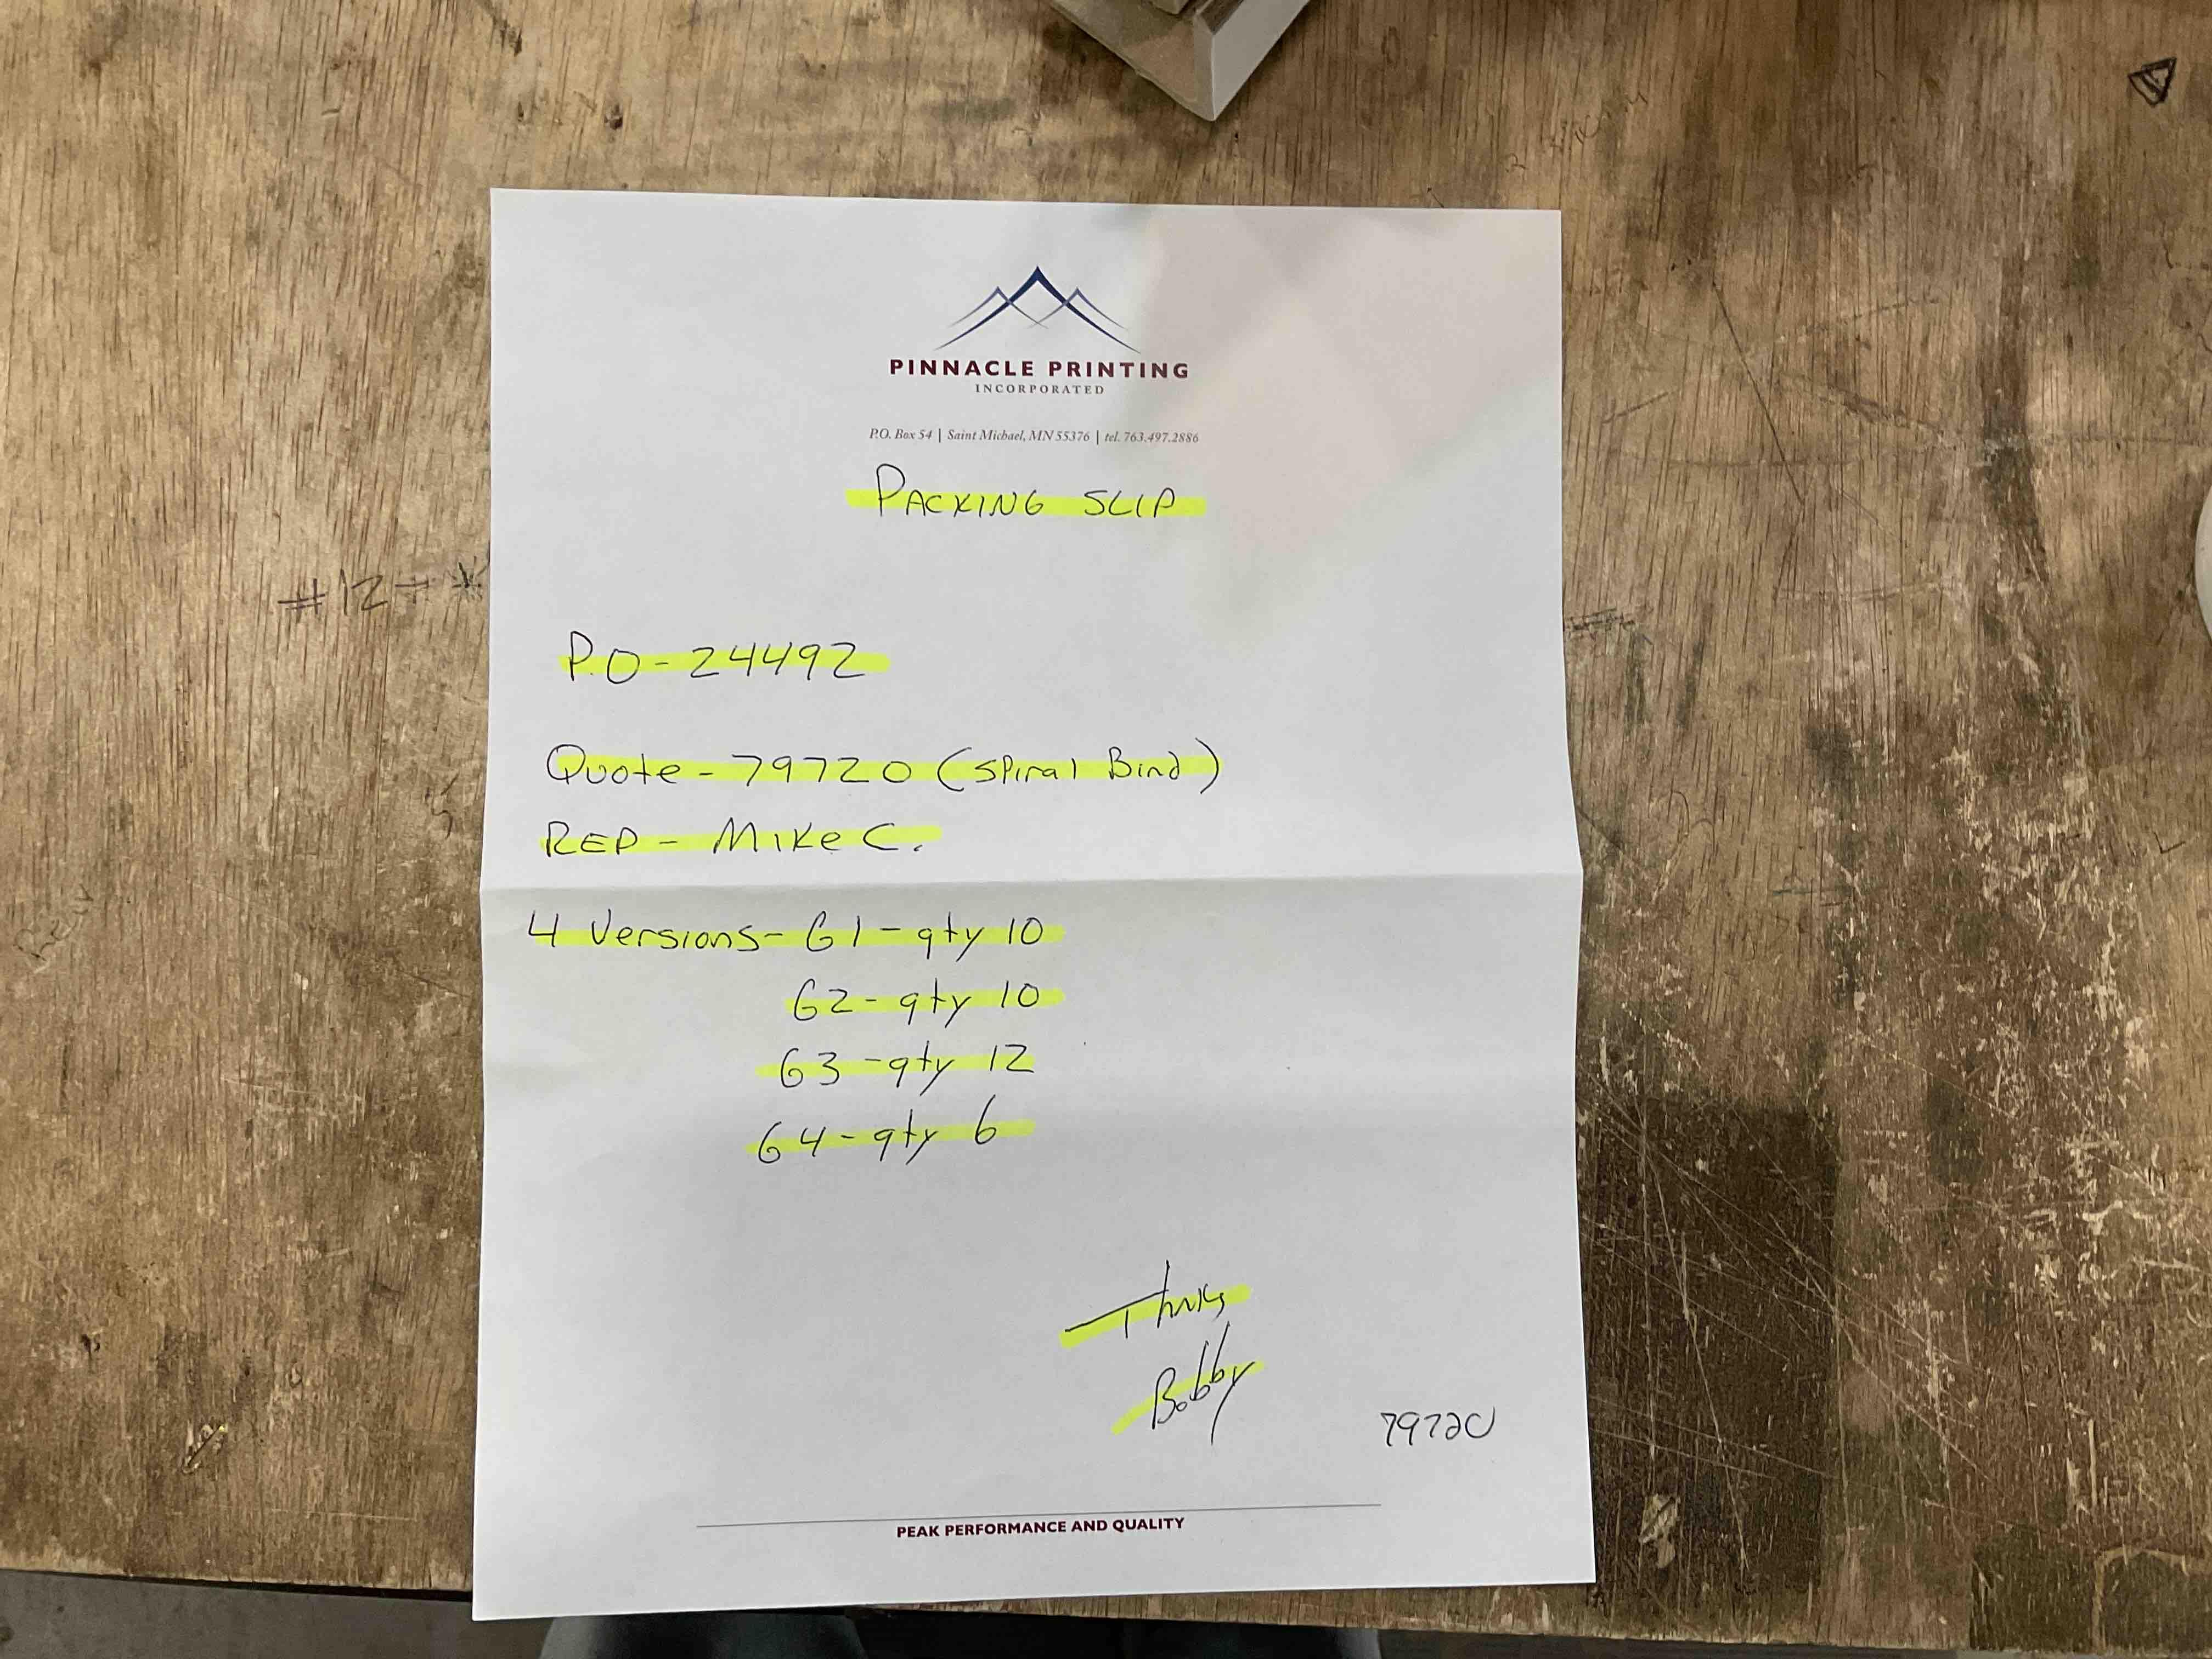 PINNACLE PRINTING
INCORPORATED
P.O. Box 54 | Saint Michael, MN 55376 | tel. 763.497.2886
PACKING SLIP
#12
P.O - 24492
Quote - 79720 (Spiral Bind)
REP - Mike C.
4 Versions - G1 - qty 10
G2 - qty 10
G3 - qty 12
G4 - qty 6
Thnks
Bobby
79720
PEAK PERFORMANCE AND QUALITY